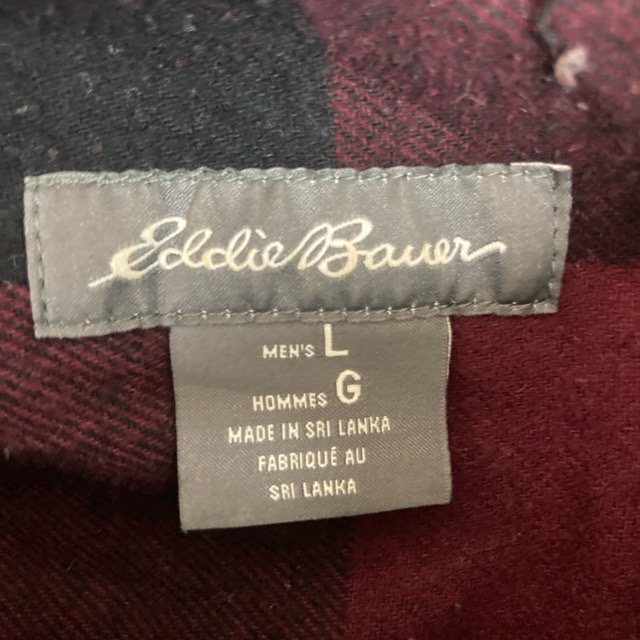 Eddie Bauer
MEN'S L
HOMMES G
MADE IN SRI LANKA
FABRIQUÉ AU
SRI LANKA